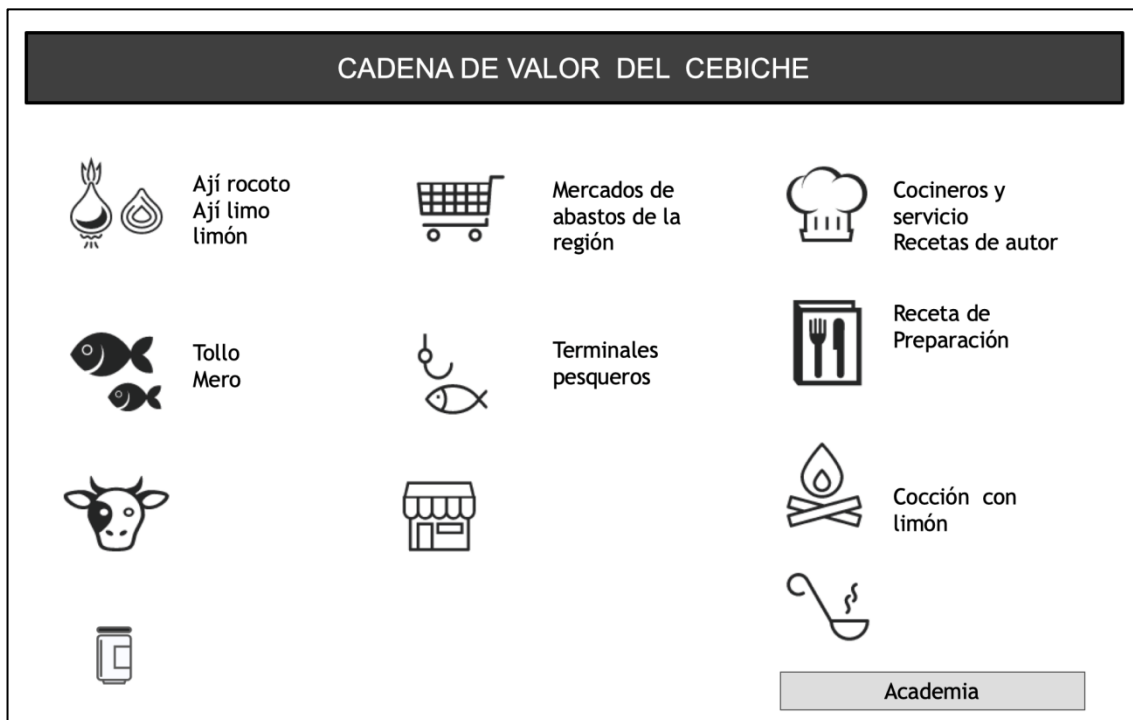 CADENA DE VALOR DEL CEBICHE
Ají rocoto
Ají limo
limón
Mercados de
abastos de la
región
Cocineros y
servicio
Recetas de autor
Tollo
Mero
Terminales
pesqueros
Receta de
Preparación
Cocción con
limón
Academia